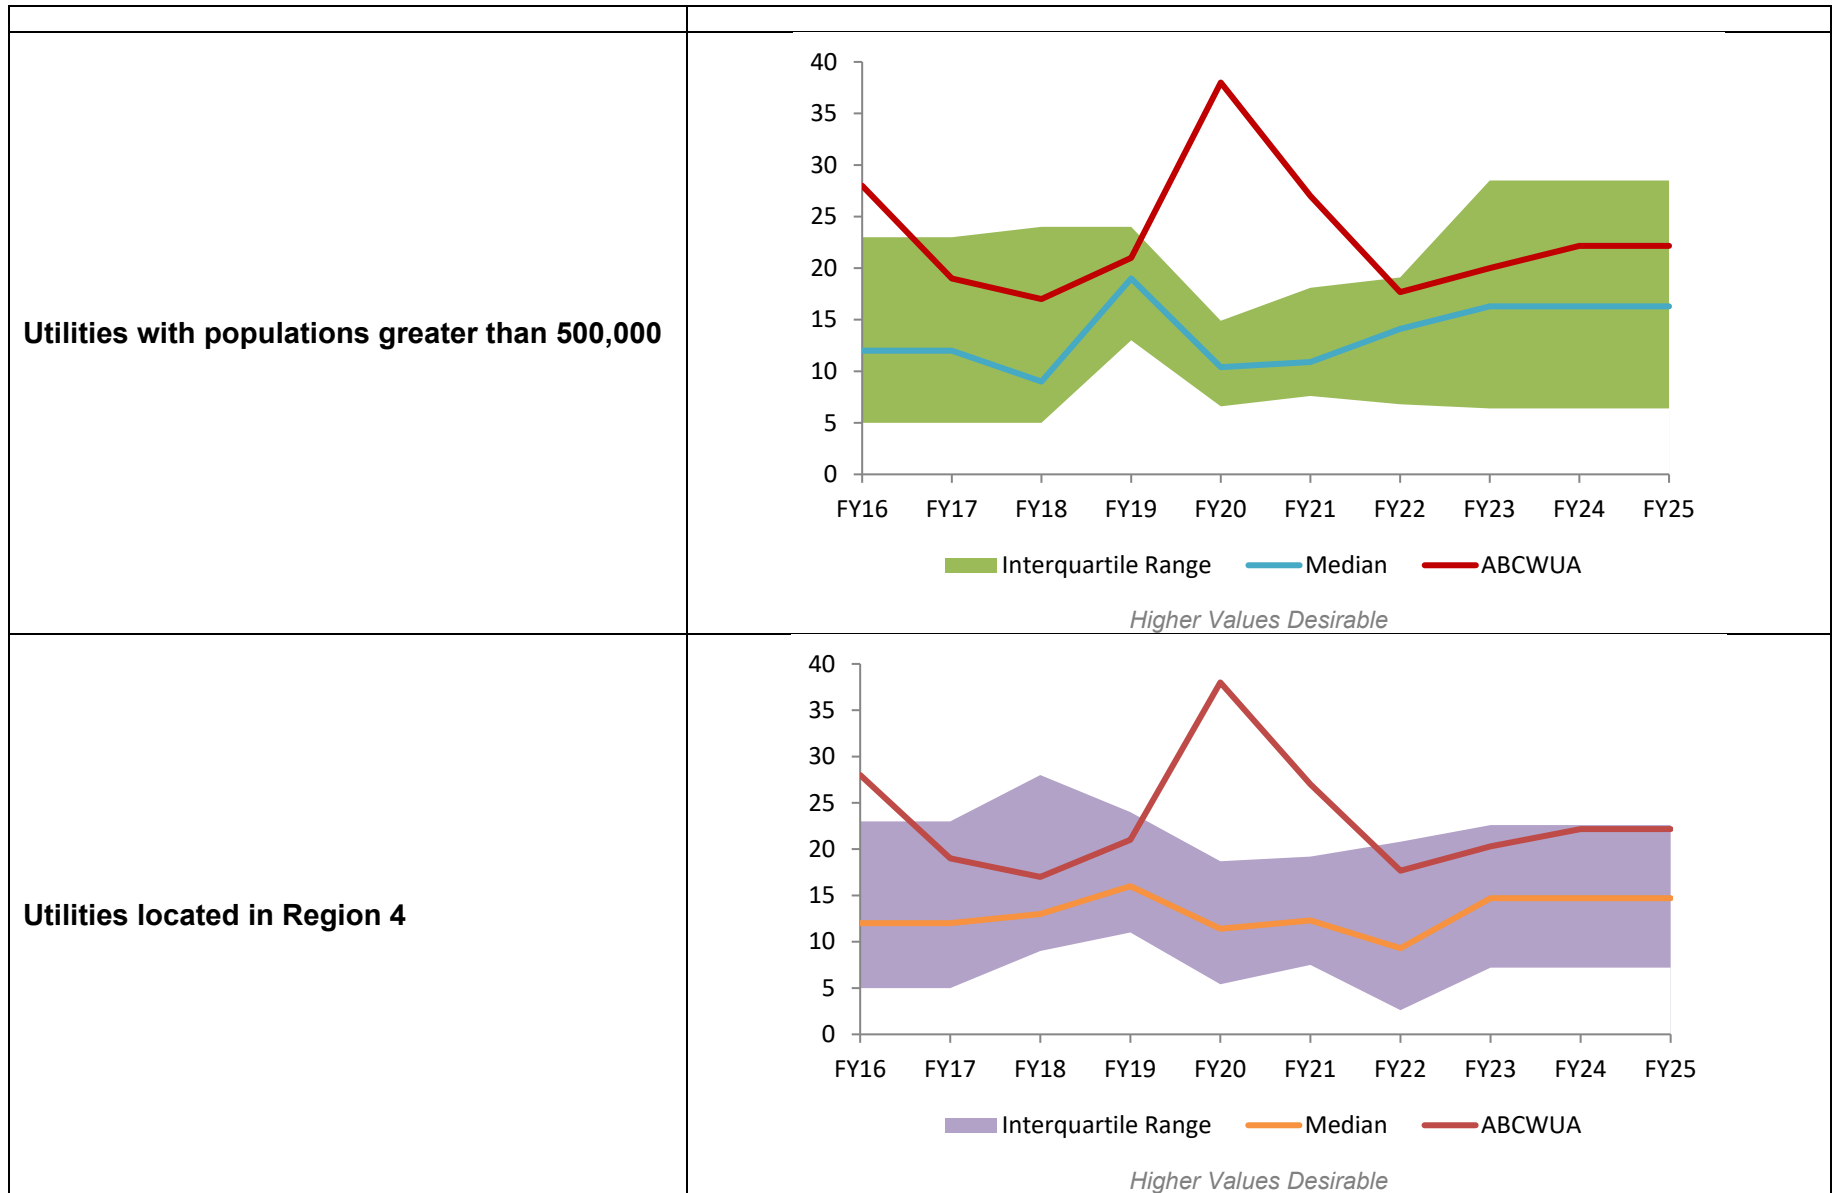 Utilities with populations greater than 500,000
40
35
30
25
20
15
10
5
0
FY16 FY17 FY18 FY19 FY20 FY21 FY22 FY23 FY24 FY25
Interquartile Range Median ABCWUA
Higher Values Desirable
Utilities located in Region 4
40
35
30
25
20
15
10
5
0
FY16 FY17 FY18 FY19 FY20 FY21 FY22 FY23 FY24 FY25
Interquartile Range Median ABCWUA
Higher Values Desirable